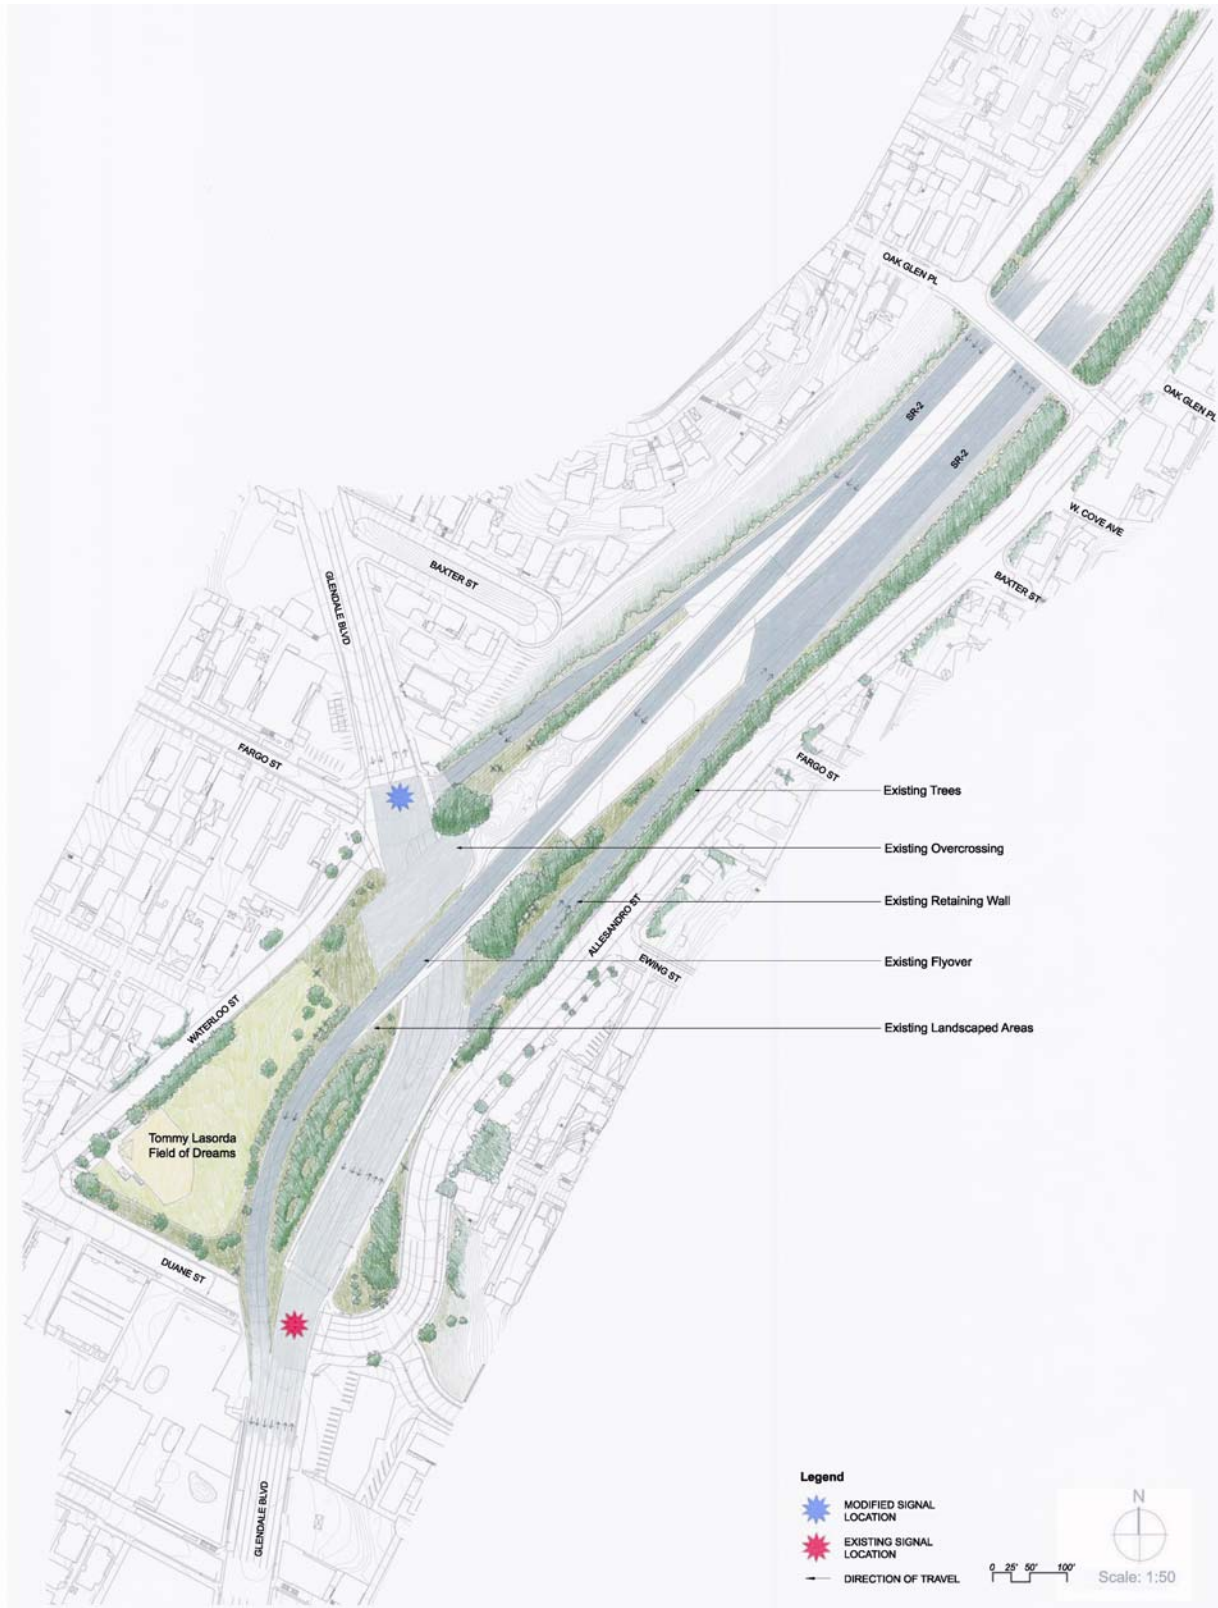 OAK GLEN PL
OAK GLEN PL
SR-2
SR-2
W. COVE AVE
BAXTER ST
BAXTER ST
GLENDALE BLVD
FARGO ST
FARGO ST
Existing Trees
Existing Overcrossing
Existing Retaining Wall
ALLESANDRO ST
EWING ST
Existing Flyover
WATERLOO ST
Existing Landscaped Areas
Tommy Lasorda
Field of Dreams
DUANE ST
GLENDALE BLVD
Legend
MODIFIED SIGNAL
LOCATION
EXISTING SIGNAL
LOCATION
DIRECTION OF TRAVEL
0 25' 50' 100'
N
Scale: 1:50